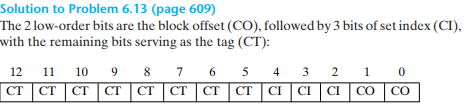 Solution to Problem 6.13 (page 609)
The 2 low-order bits are the block offset (CO), followed by 3 bits of set index (CI),
with the remaining bits serving as the tag (CT):
12 11 10 9 8 7 6 5 4 3 2 1 0
CT CT CT CT CT CT CT CT CI CI CI CO CO